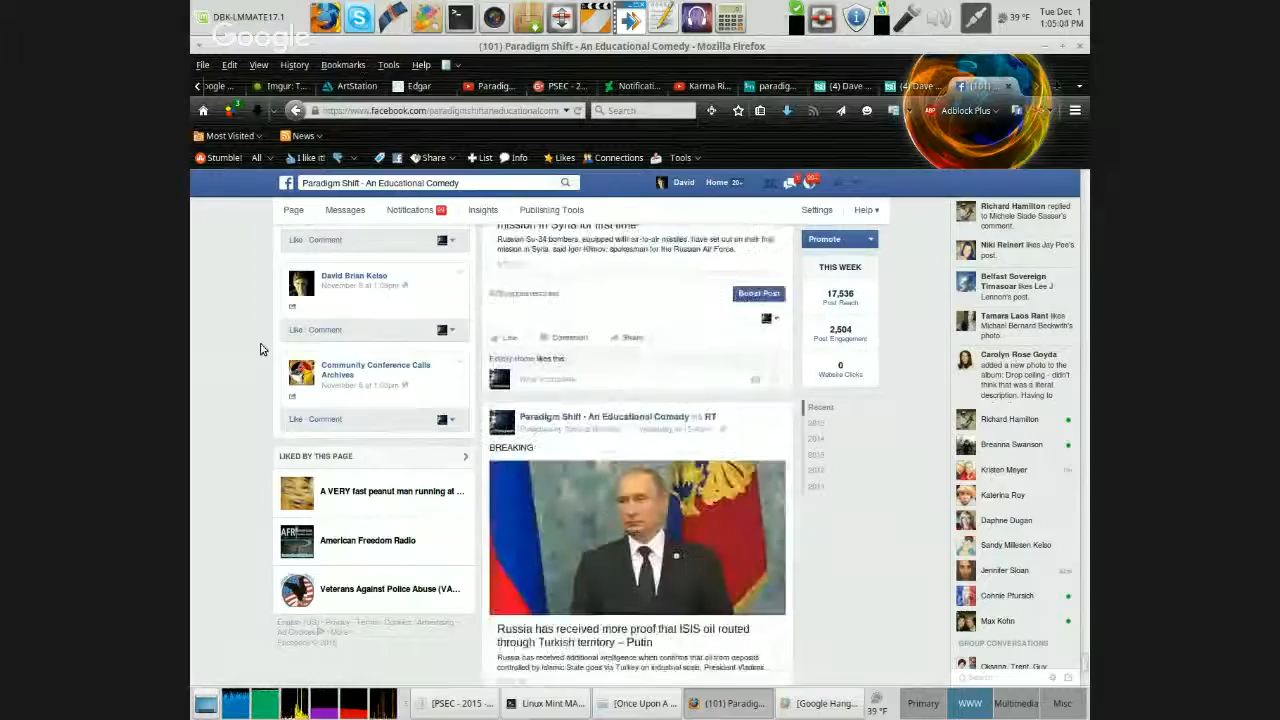 DBK-LMMATE17.1
Google
39 °F
Tue Dec 1
1:05:08 PM
(101) Paradigm Shift - An Educational Comedy - Mozilla Firefox
File Edit View History Bookmarks Tools Help
oogle ...
Imgur: T...
ArtStation
Edgar
Paradig...
PSEC - 2...
Notificati...
Karma Ri...
paradig...
(4) Dave ...
(4) Dave ...
(101) ...
3
https://www.facebook.com/paradigmshiftaneducationalcom
Search
ABP
Adblock Plus
Most Visited
News
Stumble!
All
I like it!
Share
List
Info
Likes
Connections
Tools
Paradigm Shift - An Educational Comedy
David
Home 20+
1
99+
Page
Messages
Notifications 99
Insights
Publishing Tools
Settings
Help
Like · Comment
David Brian Kelso
November 8 at 1:09pm
Like · Comment
Community Conference Calls
Archives
November 8 at 1:03pm
Like · Comment
LIKED BY THIS PAGE
A VERY fast peanut man running at ...
American Freedom Radio
Veterans Against Police Abuse (VA...
English (US) · Privacy · Terms · Cookies · Advertising ·
Ad Choices · More
Facebook © 2015
mission in Syria for first time
Russian Su-34 bombers, equipped with air-to-air missiles, have set out on their first
mission in Syria, said Igor Klimov, spokesman for the Russian Air Force.
Boost Post
Like
Comment
Share
likes this.
Paradigm Shift - An Educational Comedy RT
BREAKING
Russia has received more proof that ISIS oil routed
through Turkish territory – Putin
Russia has received additional intelligence which confirms that oil from deposits
controlled by Islamic State goes via Turkey on industrial scale, President Vladimir
Promote
THIS WEEK
17,536
Post Reach
2,504
Post Engagement
0
Website Clicks
Recent
2015
2014
2013
2012
2011
Richard Hamilton replied
to Michele Slade Sasser's
comment.
Niki Reinert likes Jay Pee's
post.
Belfast Sovereign
Tirnasoar likes Lee J
Lennon's post.
Tamara Laos Rant likes
Michael Bernard Beckwith's
photo.
Carolyn Rose Goyda
added a new photo to the
album: Drop ceiling - didn't
think that was a literal
description. Having to
Richard Hamilton
Breanna Swanson
Kristen Meyer
Katerina Roy
Daphne Dugan
Sandy Millesen Kelso
Jennifer Sloan
Connie Pfursich
Max Kohn
GROUP CONVERSATIONS
Oksana, Trent, Guy
Search
[PSEC - 2015 -...
Linux Mint MA...
[Once Upon A ...
(101) Paradig...
[Google Hang...
39 °F
Primary
WWW
Multimedia
Misc